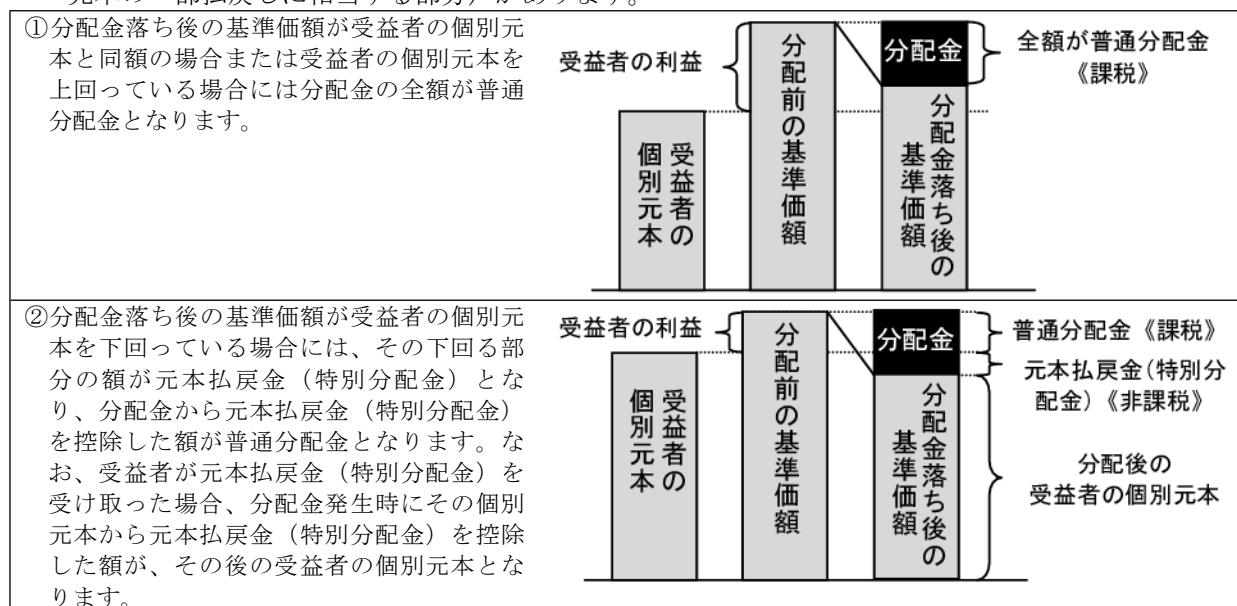 元本の一部払戻しに相当する部分）があります。
①分配金落ち後の基準価額が受益者の個別元
本と同額の場合または受益者の個別元本を
上回っている場合には分配金の全額が普通
分配金となります。
受益者の利益
受益者の
個別元本
分配前の基準価額
分配金
分配金落ち後の
基準価額
全額が普通分配金
《課税》
②分配金落ち後の基準価額が受益者の個別元
本を下回っている場合には、その下回る部
分の額が元本払戻金（特別分配金）とな
り、分配金から元本払戻金（特別分配金）
を控除した額が普通分配金となります。な
お、受益者が元本払戻金（特別分配金）を
受け取った場合、分配金発生時にその個別
元本から元本払戻金（特別分配金）を控除
した額が、その後の受益者の個別元本とな
ります。
受益者の利益
受益者の
個別元本
分配前の基準価額
分配金
分配金落ち後の
基準価額
普通分配金《課税》
元本払戻金（特別分
配金）《非課税》
分配後の
受益者の個別元本